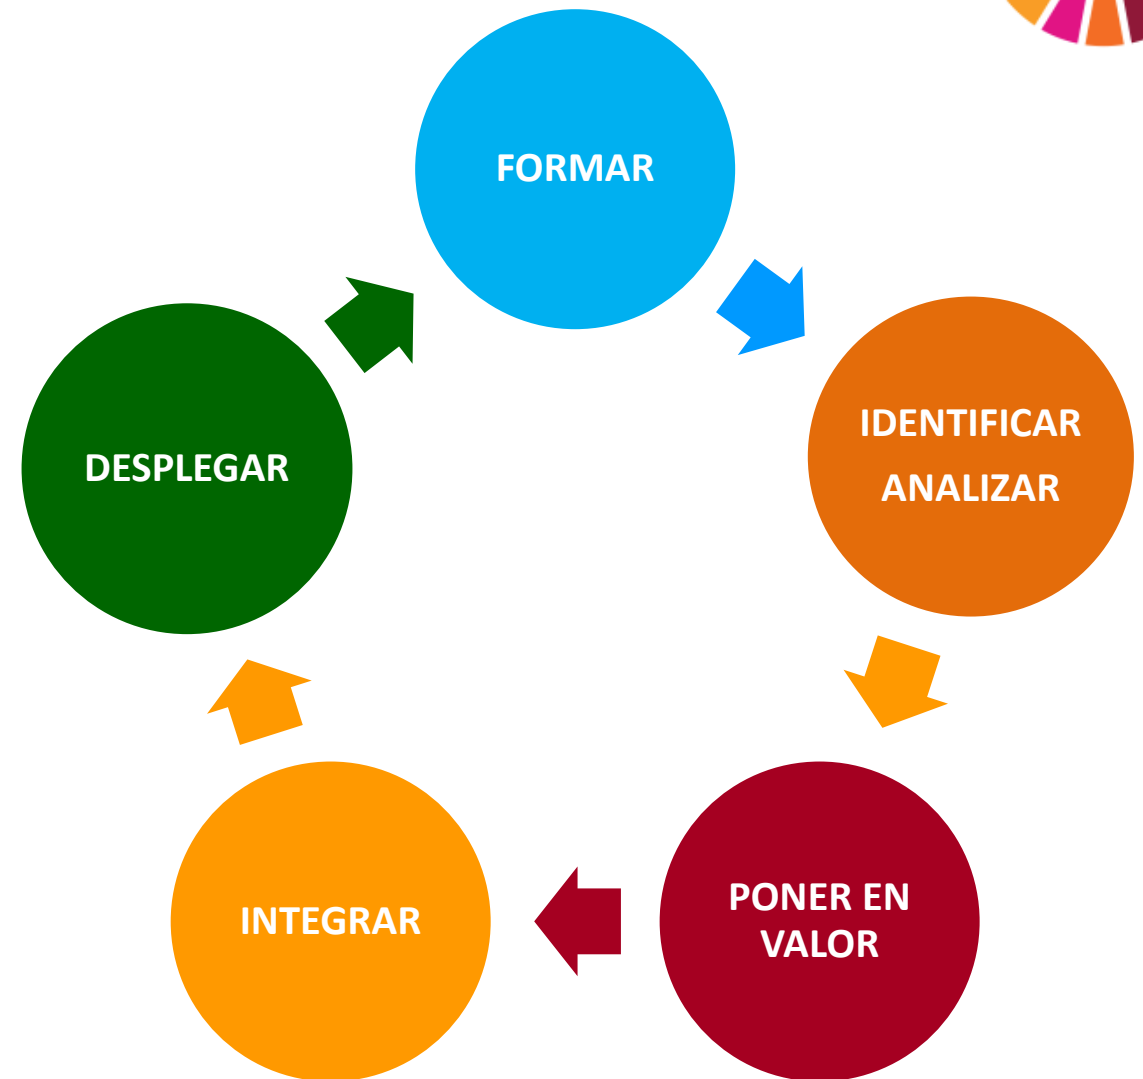 FORMAR
IDENTIFICAR
ANALIZAR
PONER EN
VALOR
INTEGRAR
DESPLEGAR